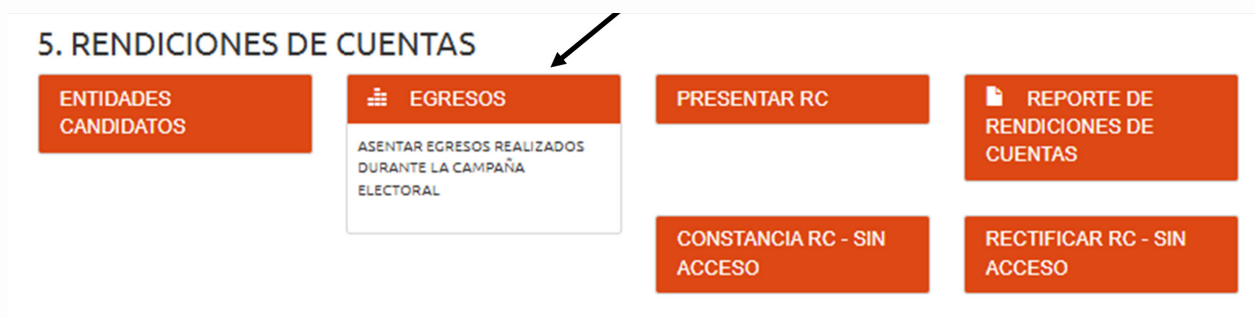 5. RENDICIONES DE CUENTAS
ENTIDADES
CANDIDATOS
EGRESOS
ASENTAR EGRESOS REALIZADOS
DURANTE LA CAMPAÑA
ELECTORAL
PRESENTAR RC
REPORTE DE
RENDICIONES DE
CUENTAS
CONSTANCIA RC - SIN
ACCESO
RECTIFICAR RC - SIN
ACCESO